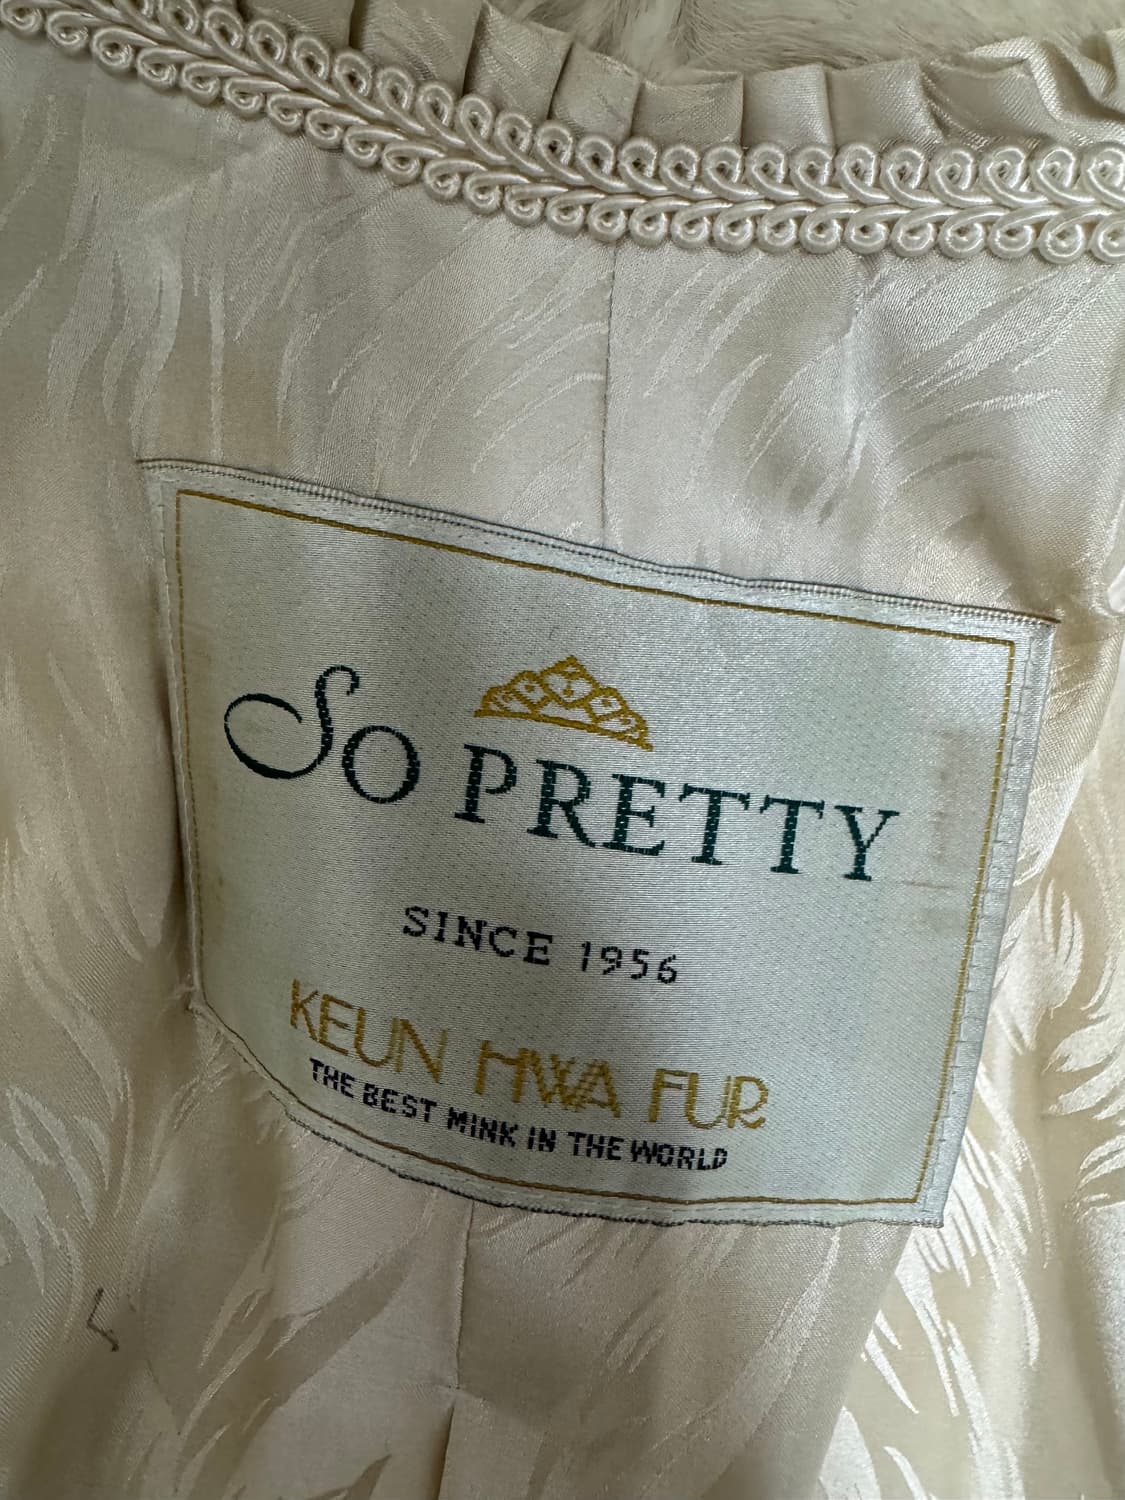 So PRETTY
SINCE 1956
KEUN HWA FUR
THE BEST MINK IN THE WORLD